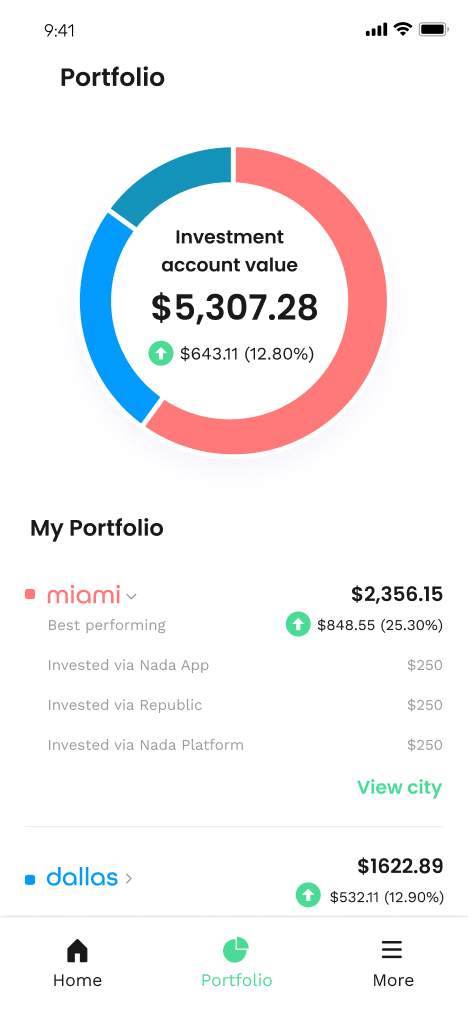 9:41
Portfolio
Investment
account value
$5,307.28
$643.11 (12.80%)
My Portfolio
miami $2,356.15
Best performing $848.55 (25.30%)
Invested via Nada App $250
Invested via Republic $250
Invested via Nada Platform $250
View city
dallas $1622.89
$532.11 (12.90%)
Home Portfolio More